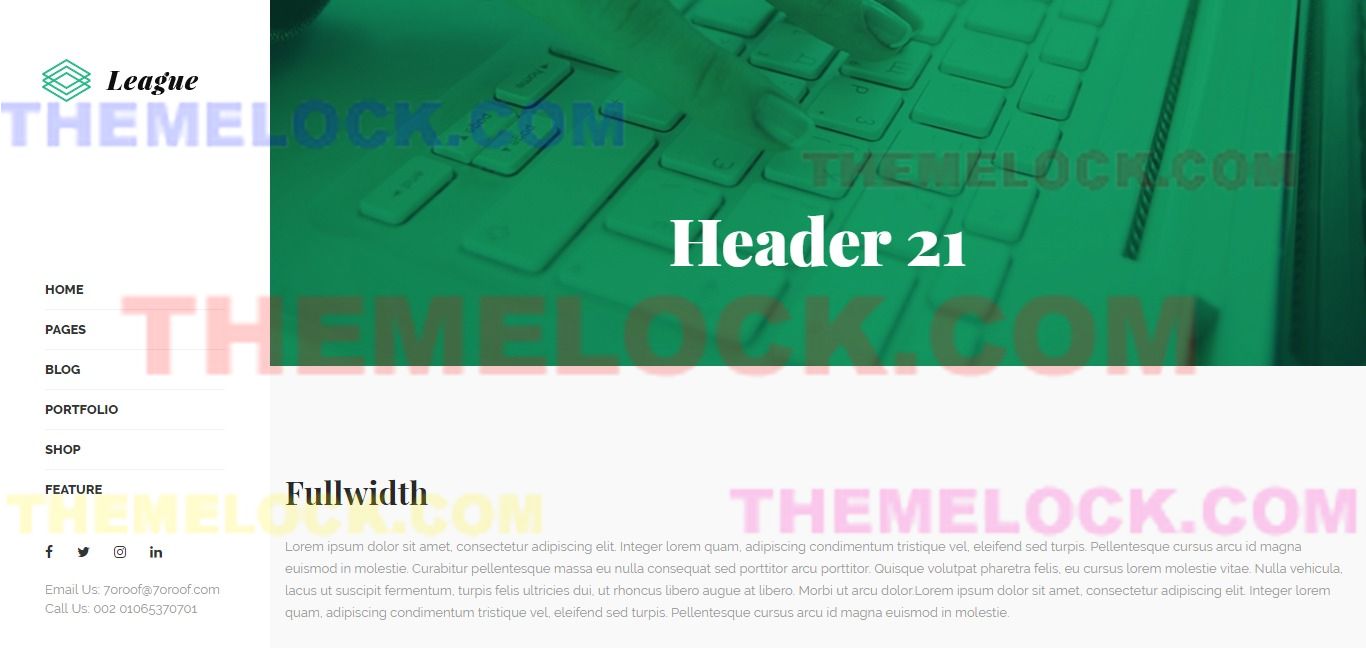 League
THEMELOCK.COM
THEMELOCK.COM
Header 21
HOME
THEMELOCK.COM
PAGES
BLOG
PORTFOLIO
SHOP
FEATURE
Fullwidth
THEMELOCK.COM
THEMELOCK.COM
Email Us: 7oroof@7oroof.com
Call Us: 002 01065370701
Lorem ipsum dolor sit amet, consectetur adipiscing elit. Integer lorem quam, adipiscing condimentum tristique vel, eleifend sed turpis. Pellentesque cursus arcu id magna
euismod in molestie. Curabitur pellentesque massa eu nulla consequat sed porttitor arcu porttitor. Quisque volutpat pharetra felis, eu cursus lorem molestie vitae. Nulla vehicula,
lacus ut suscipit fermentum, turpis felis ultricies dui, ut rhoncus libero augue at libero. Morbi ut arcu dolor.Lorem ipsum dolor sit amet, consectetur adipiscing elit. Integer lorem
quam, adipiscing condimentum tristique vel, eleifend sed turpis. Pellentesque cursus arcu id magna euismod in molestie.